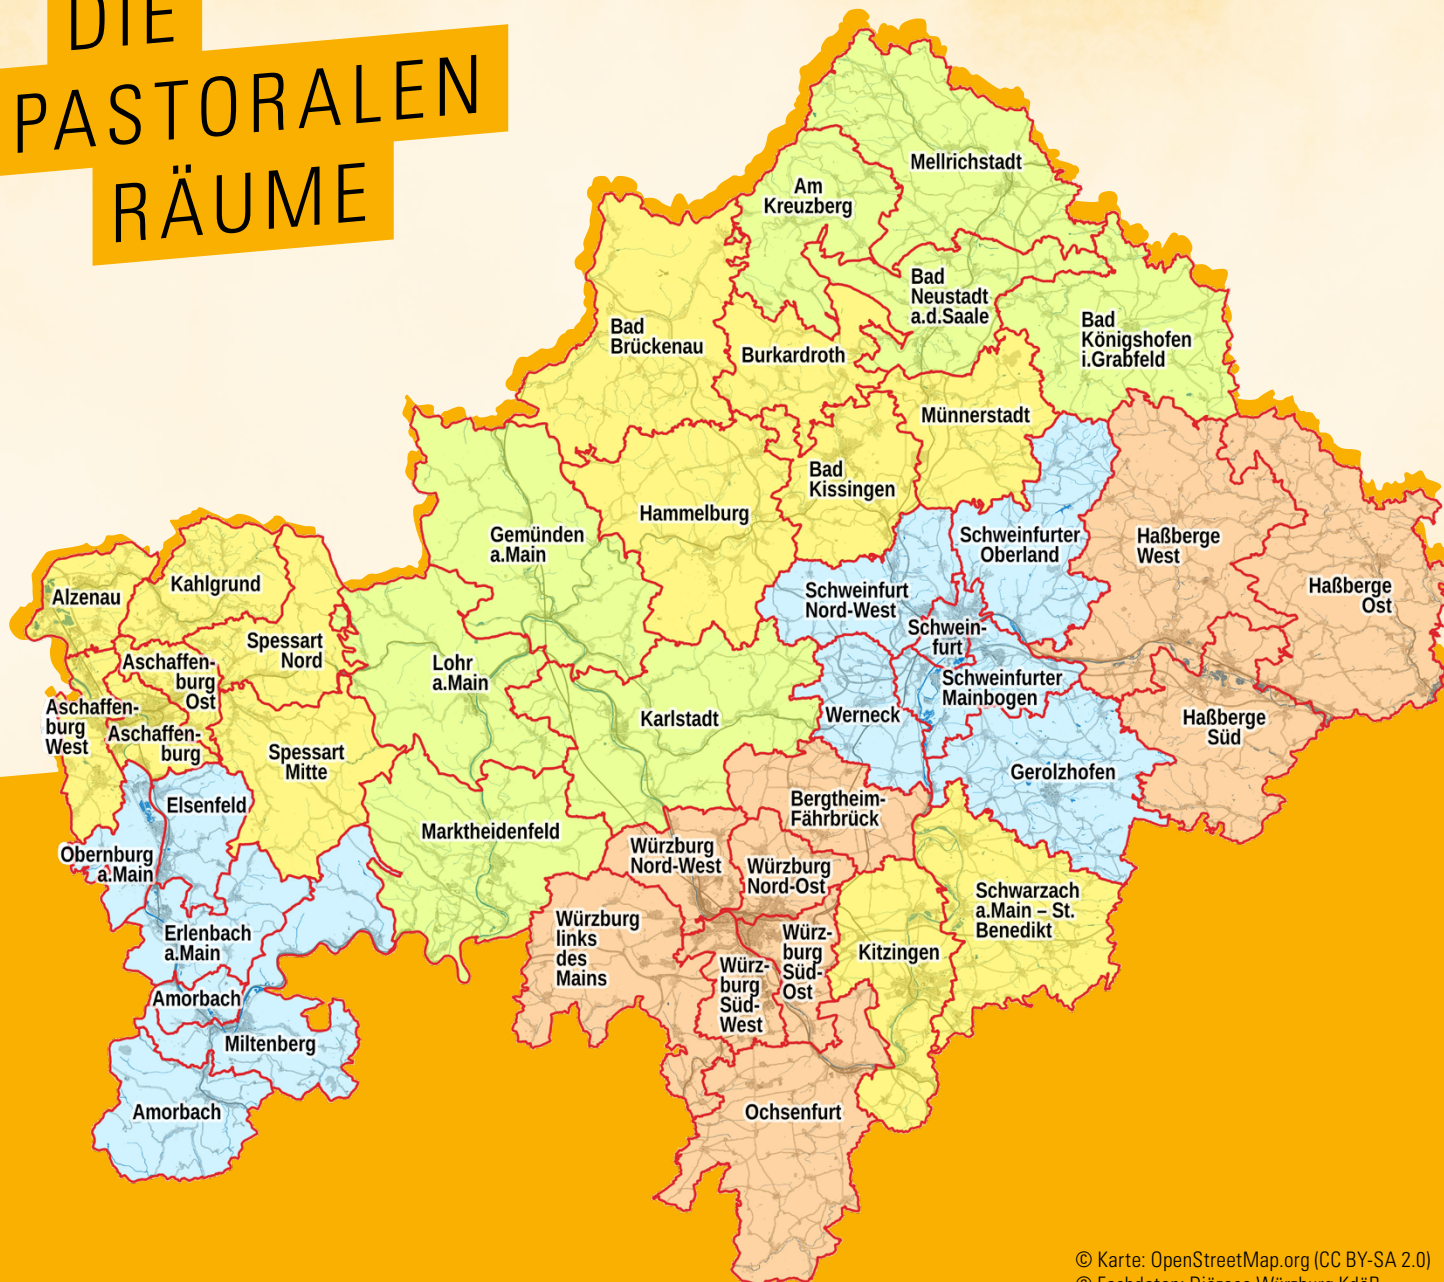 DIE
PASTORALEN
RÄUME
Mellrichstadt
Am
Kreuzberg
Bad
Neustadt
a.d.Saale
Bad
Königshofen
i.Grabfeld
Bad
Brückenau
Burkardroth
Münnerstadt
Bad
Kissingen
Hammelburg
Gemünden
a.Main
Schweinfurter
Oberland
Haßberge
West
Haßberge
Ost
Alzenau
Kahlgrund
Schweinfurt
Nord-West
Schwein-
furt
Spessart
Nord
Aschaffen-
burg
Ost
Lohr
a.Main
Schweinfurter
Mainbogen
Aschaffen-
burg
West
Aschaffen-
burg
Karlstadt
Werneck
Haßberge
Süd
Spessart
Mitte
Gerolzhofen
Elsenfeld
Bergtheim-
Fährbrück
Marktheidenfeld
Obernburg
a.Main
Würzburg
Nord-West
Würzburg
Nord-Ost
Schwarzach
a.Main – St.
Benedikt
Würzburg
links
des
Mains
Würz-
burg
Süd-
Ost
Erlenbach
a.Main
Kitzingen
Würz-
burg
Süd-
West
Amorbach
Miltenberg
Amorbach
Ochsenfurt
© Karte: OpenStreetMap.org (CC BY-SA 2.0)
© Fachdaten: Diözese Würzburg KdöR